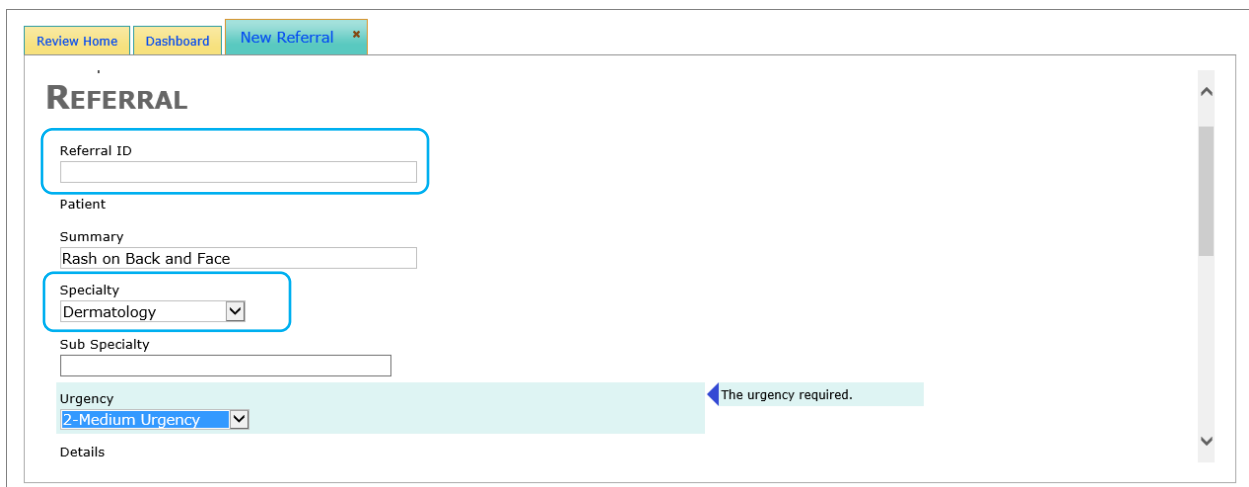 Review Home
Dashboard
New Referral
REFERRAL
Referral ID
Patient
Summary
Rash on Back and Face
Specialty
Dermatology
Sub Specialty
Urgency
The urgency required.
2-Medium Urgency
Details